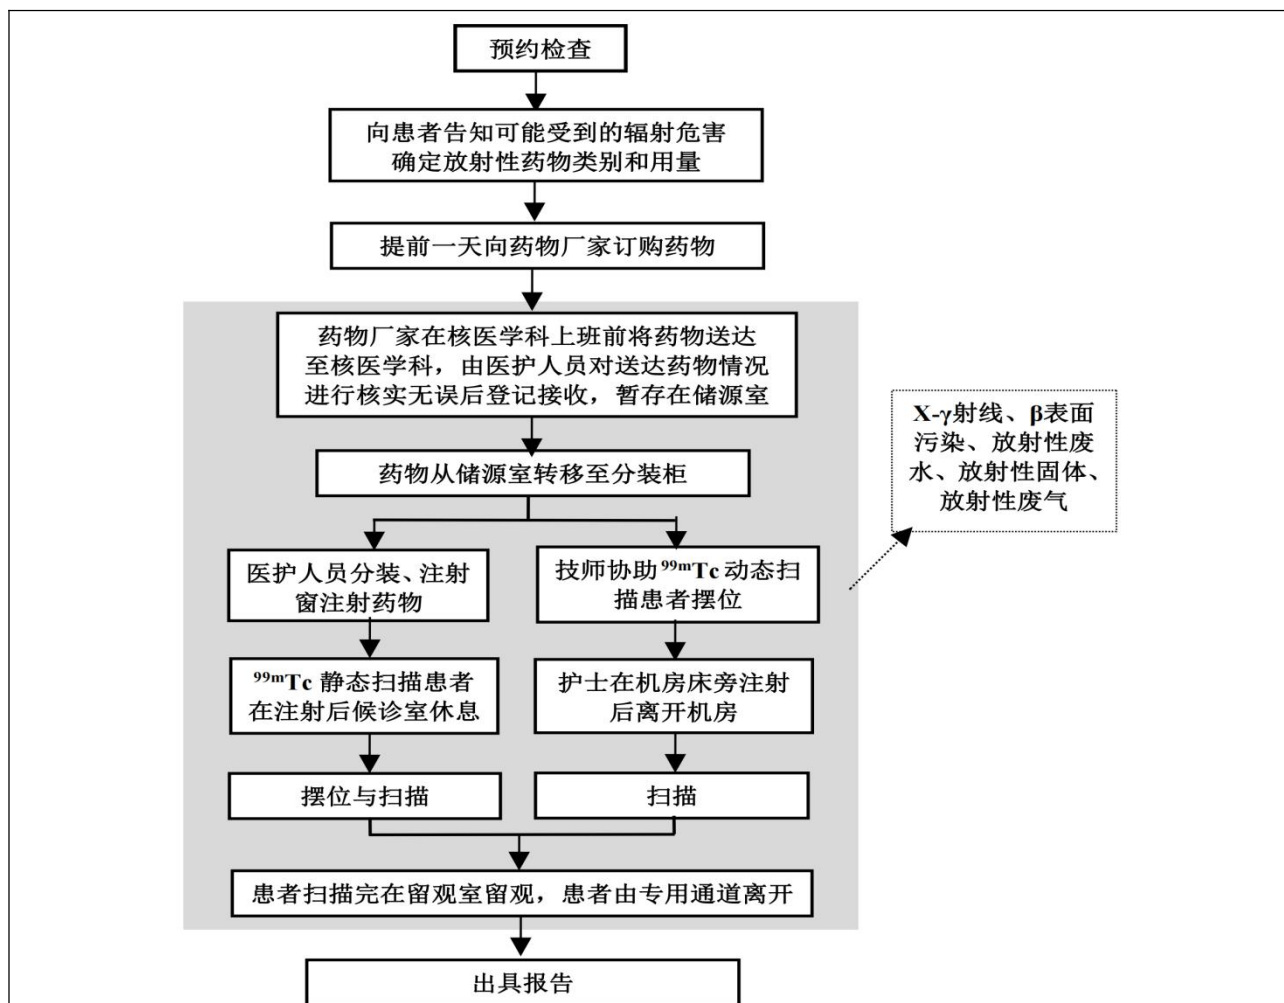 预约检查
向患者告知可能受到的辐射危害
确定放射性药物类别和用量
提前一天向药物厂家订购药物
药物厂家在核医学科上班前将药物送达
至核医学科，由医护人员对送达药物情况
进行核实无误后登记接收，暂存在储源室
X-γ射线、β表面
污染、放射性废
水、放射性固体、
放射性废气
药物从储源室转移至分装柜
医护人员分装、注射
窗注射药物
技师协助⁹⁹ᵐTc 动态扫
描患者摆位
⁹⁹ᵐTc 静态扫描患者
在注射后候诊室休息
护士在机房床旁注射
后离开机房
摆位与扫描
扫描
患者扫描完在留观室留观，患者由专用通道离开
出具报告